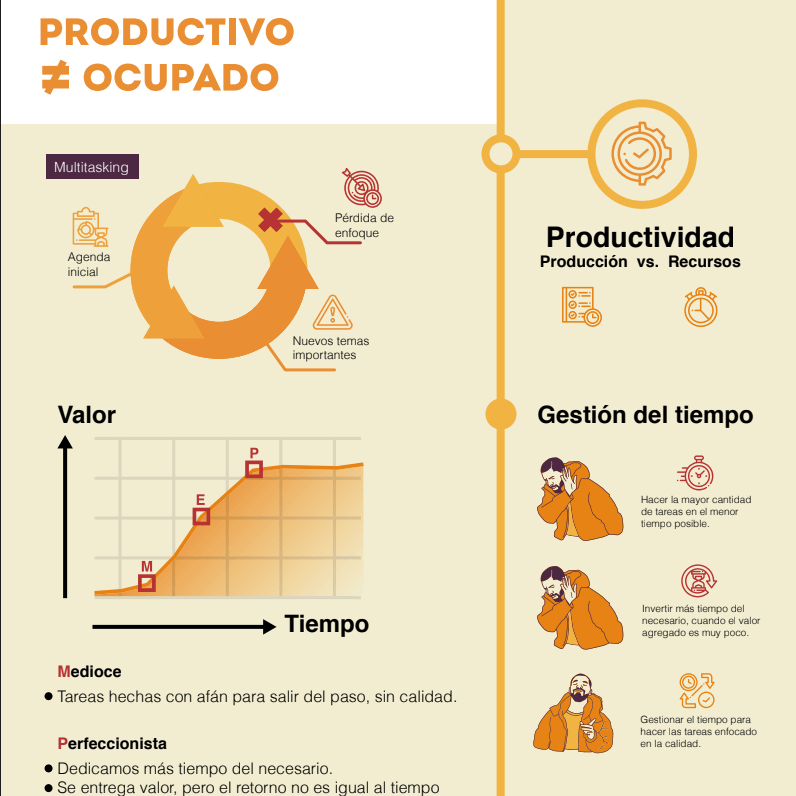 PRODUCTIVO
≠ OCUPADO
Multitasking
Agenda
inicial
Pérdida de
enfoque
Nuevos temas
importantes
Valor
P
E
M
Tiempo
Medioce
● Tareas hechas con afán para salir del paso, sin calidad.
Perfeccionista
● Dedicamos más tiempo del necesario.
● Se entrega valor, pero el retorno no es igual al tiempo
Productividad
Producción vs. Recursos
Gestión del tiempo
Hacer la mayor cantidad
de tareas en el menor
tiempo posible.
Invertir más tiempo del
necesario, cuando el valor
agregado es muy poco.
Gestionar el tiempo para
hacer las tareas enfocado
en la calidad.